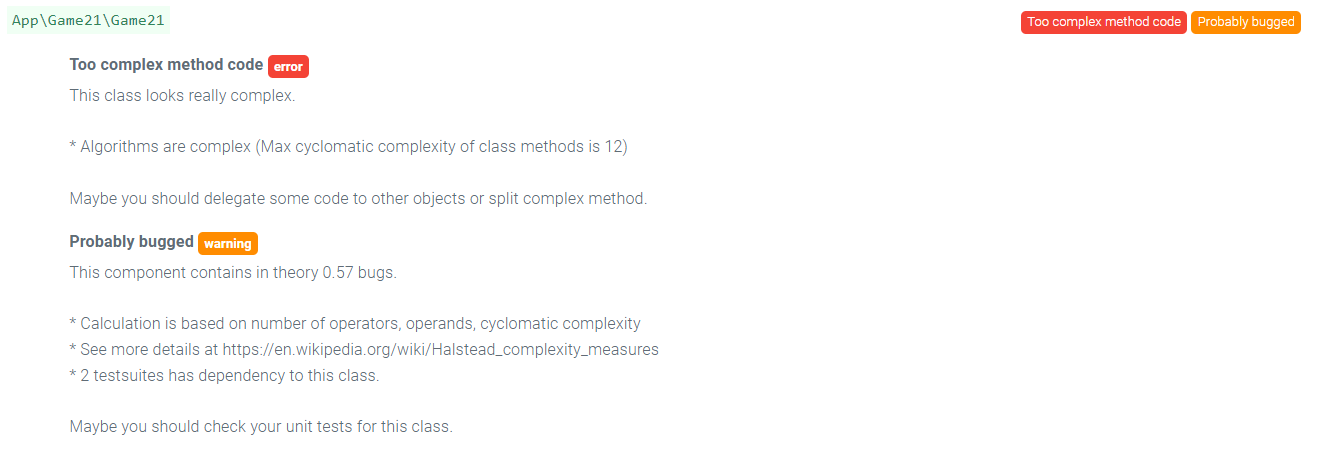 App\Game21\Game21 Too complex method code Probably bugged
Too complex method code error
This class looks really complex.
* Algorithms are complex (Max cyclomatic complexity of class methods is 12)
Maybe you should delegate some code to other objects or split complex method.
Probably bugged warning
This component contains in theory 0.57 bugs.
* Calculation is based on number of operators, operands, cyclomatic complexity
* See more details at https://en.wikipedia.org/wiki/Halstead_complexity_measures
* 2 testsuites has dependency to this class.
Maybe you should check your unit tests for this class.